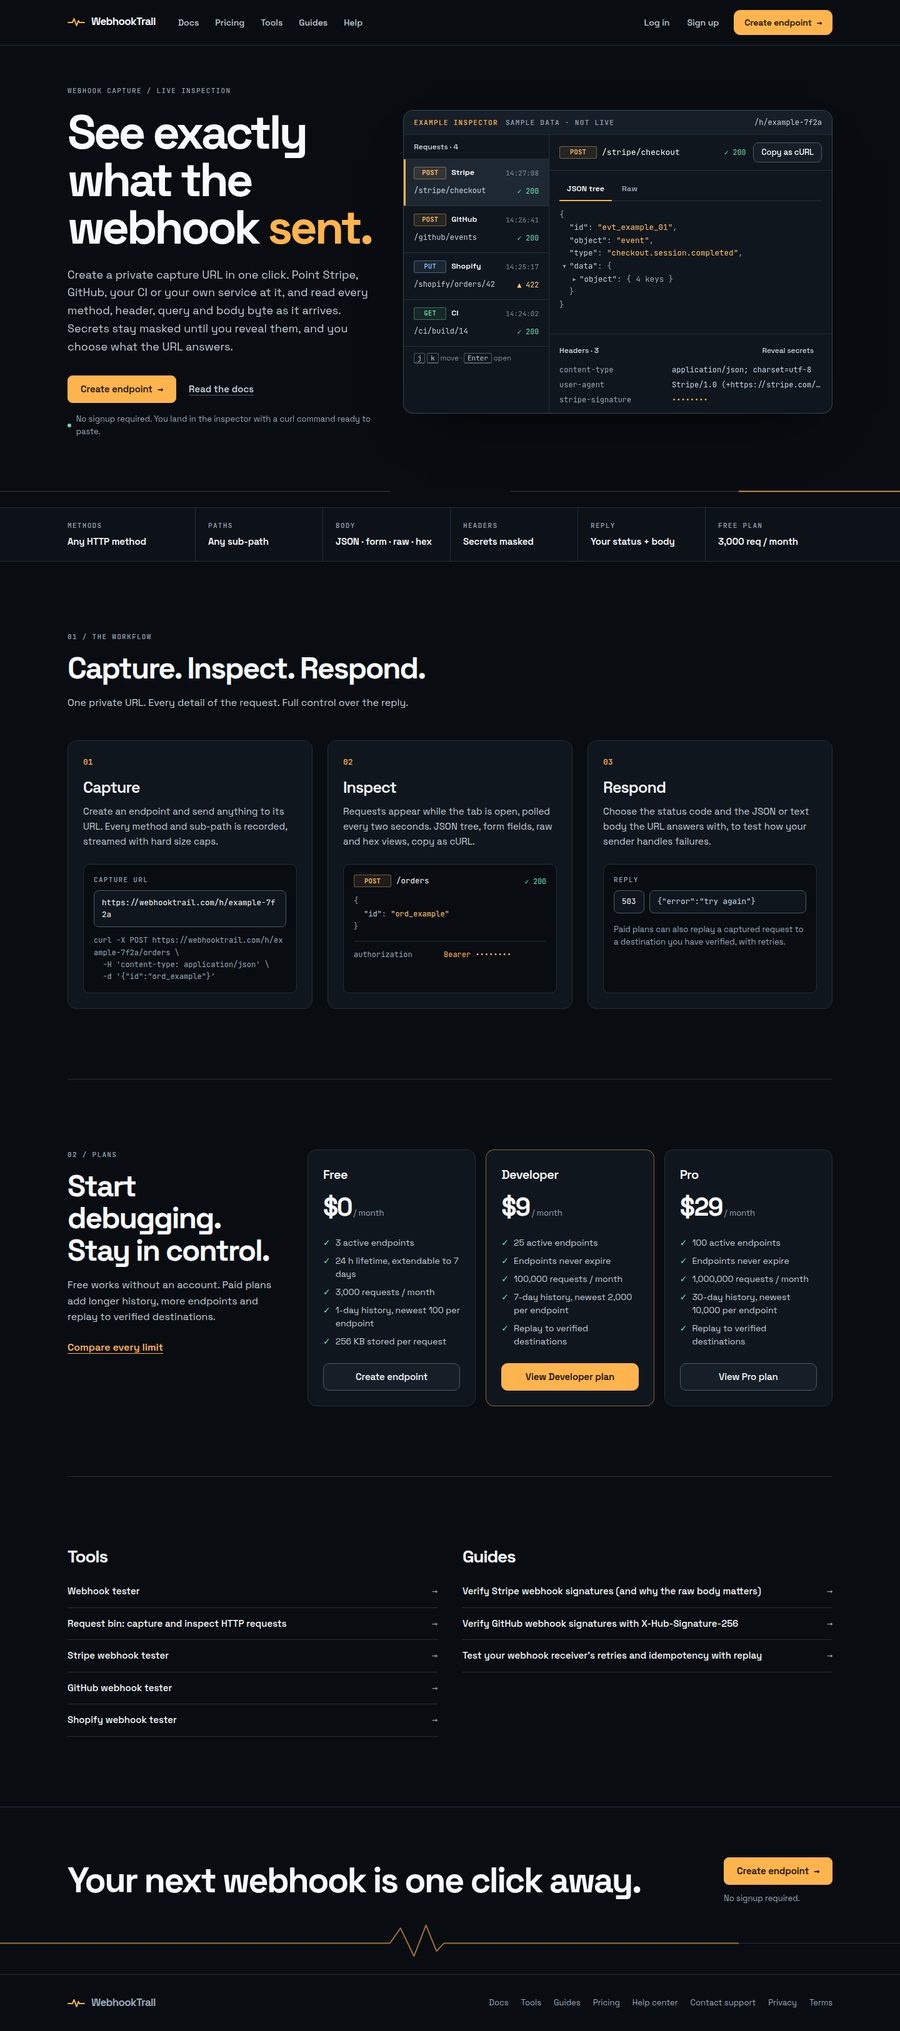 WebhookTrail Docs Pricing Tools Guides Help Log in Sign up Create endpoint →
WEBHOOK CAPTURE / LIVE INSPECTION
See exactly
what the
webhook sent.
Create a private capture URL in one click. Point Stripe,
GitHub, your CI or your own service at it, and read every
method, header, query and body byte as it arrives.
Secrets stay masked until you reveal them, and you
choose what the URL answers.
Create endpoint → Read the docs
No signup required. You land in the inspector with a curl command ready to
paste.
EXAMPLE INSPECTOR SAMPLE DATA · NOT LIVE /h/example-7f2a
Requests · 4
POST Stripe 14:27:08
/stripe/checkout ✓ 200
POST GitHub 14:26:41
/github/events ✓ 200
PUT Shopify 14:25:17
/shopify/orders/42 ▲ 422
GET CI 14:24:02
/ci/build/14 ✓ 200
j k move · Enter open
POST /stripe/checkout ✓ 200 Copy as cURL
JSON tree Raw
{
"id": "evt_example_01",
"object": "event",
"type": "checkout.session.completed",
▾ "data": {
▸ "object": { 4 keys }
}
}
Headers · 3 Reveal secrets
content-type application/json; charset=utf-8
user-agent Stripe/1.0 (+https://stripe.com/…
stripe-signature ••••••••
METHODS
Any HTTP method
PATHS
Any sub-path
BODY
JSON · form · raw · hex
HEADERS
Secrets masked
REPLY
Your status + body
FREE PLAN
3,000 req / month
01 / THE WORKFLOW
Capture. Inspect. Respond.
One private URL. Every detail of the request. Full control over the reply.
01
Capture
Create an endpoint and send anything to its
URL. Every method and sub-path is recorded,
streamed with hard size caps.
CAPTURE URL
https://webhooktrail.com/h/example-7f
2a
curl -X POST https://webhooktrail.com/h/ex
ample-7f2a/orders \
-H 'content-type: application/json' \
-d '{"id":"ord_example"}'
02
Inspect
Requests appear while the tab is open, polled
every two seconds. JSON tree, form fields, raw
and hex views, copy as cURL.
POST /orders ✓ 200
{
"id": "ord_example"
}
authorization Bearer ••••••••
03
Respond
Choose the status code and the JSON or text
body the URL answers with, to test how your
sender handles failures.
REPLY
503 {"error":"try again"}
Paid plans can also replay a captured request to
a destination you have verified, with retries.
02 / PLANS
Start
debugging.
Stay in control.
Free works without an account. Paid plans
add longer history, more endpoints and
replay to verified destinations.
Compare every limit
Free
$0 / month
✓ 3 active endpoints
✓ 24 h lifetime, extendable to 7
days
✓ 3,000 requests / month
✓ 1-day history, newest 100 per
endpoint
✓ 256 KB stored per request
Create endpoint
Developer
$9 / month
✓ 25 active endpoints
✓ Endpoints never expire
✓ 100,000 requests / month
✓ 7-day history, newest 2,000
per endpoint
✓ Replay to verified
destinations
View Developer plan
Pro
$29 / month
✓ 100 active endpoints
✓ Endpoints never expire
✓ 1,000,000 requests / month
✓ 30-day history, newest
10,000 per endpoint
✓ Replay to verified
destinations
View Pro plan
Tools
Webhook tester →
Request bin: capture and inspect HTTP requests →
Stripe webhook tester →
GitHub webhook tester →
Shopify webhook tester →
Guides
Verify Stripe webhook signatures (and why the raw body matters) →
Verify GitHub webhook signatures with X-Hub-Signature-256 →
Test your webhook receiver's retries and idempotency with replay →
Your next webhook is one click away.
Create endpoint →
No signup required.
WebhookTrail Docs Tools Guides Pricing Help center Contact support Privacy Terms